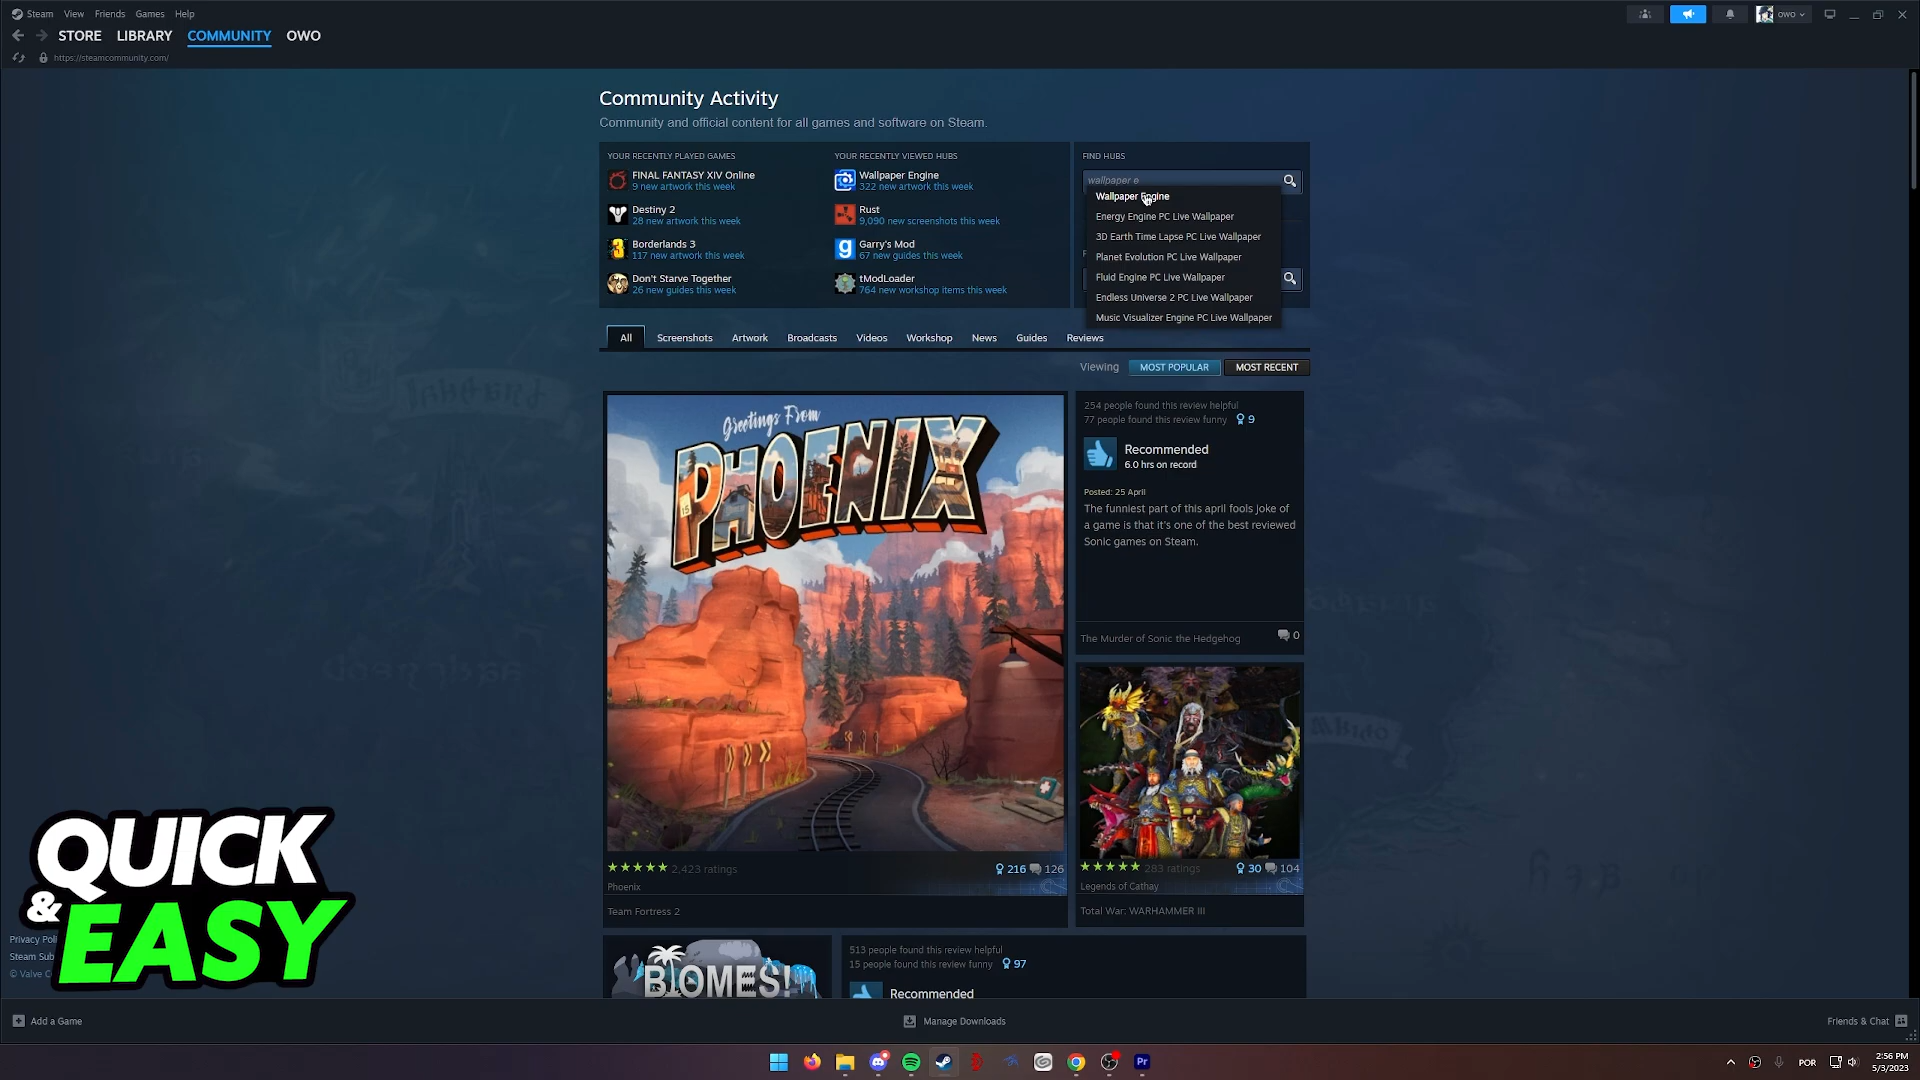 Steam View Friends Games Help
owo
STORE LIBRARY COMMUNITY OWO
https://steamcommunity.com/
Community Activity
Community and official content for all games and software on Steam.
YOUR RECENTLY PLAYED GAMES
FINAL FANTASY XIV Online
9 new artwork this week
Destiny 2
28 new artwork this week
Borderlands 3
117 new artwork this week
Don't Starve Together
26 new guides this week
YOUR RECENTLY VIEWED HUBS
Wallpaper Engine
322 new artwork this week
Rust
9,090 new screenshots this week
Garry's Mod
67 new guides this week
tModLoader
764 new workshop items this week
FIND HUBS
wallpaper e
Wallpaper Engine
Energy Engine PC Live Wallpaper
3D Earth Time Lapse PC Live Wallpaper
Planet Evolution PC Live Wallpaper
Fluid Engine PC Live Wallpaper
Endless Universe 2 PC Live Wallpaper
Music Visualizer Engine PC Live Wallpaper
All Screenshots Artwork Broadcasts Videos Workshop News Guides Reviews
Viewing MOST POPULAR MOST RECENT
Greetings From
PHOENIX
15
2,423 ratings
216 126
Phoenix
Team Fortress 2
254 people found this review helpful
77 people found this review funny 9
Recommended
6.0 hrs on record
Posted: 25 April
The funniest part of this april fools joke of
a game is that it's one of the best reviewed
Sonic games on Steam.
The Murder of Sonic the Hedgehog 0
283 ratings
30 104
Legends of Cathay
Total War: WARHAMMER III
BIOMES!
513 people found this review helpful
15 people found this review funny 97
Recommended
QUICK
& EASY
Privacy Poli
Steam Sub
© Valve C
Add a Game
Manage Downloads
Friends & Chat
Pr
POR
2:56 PM
5/3/2023